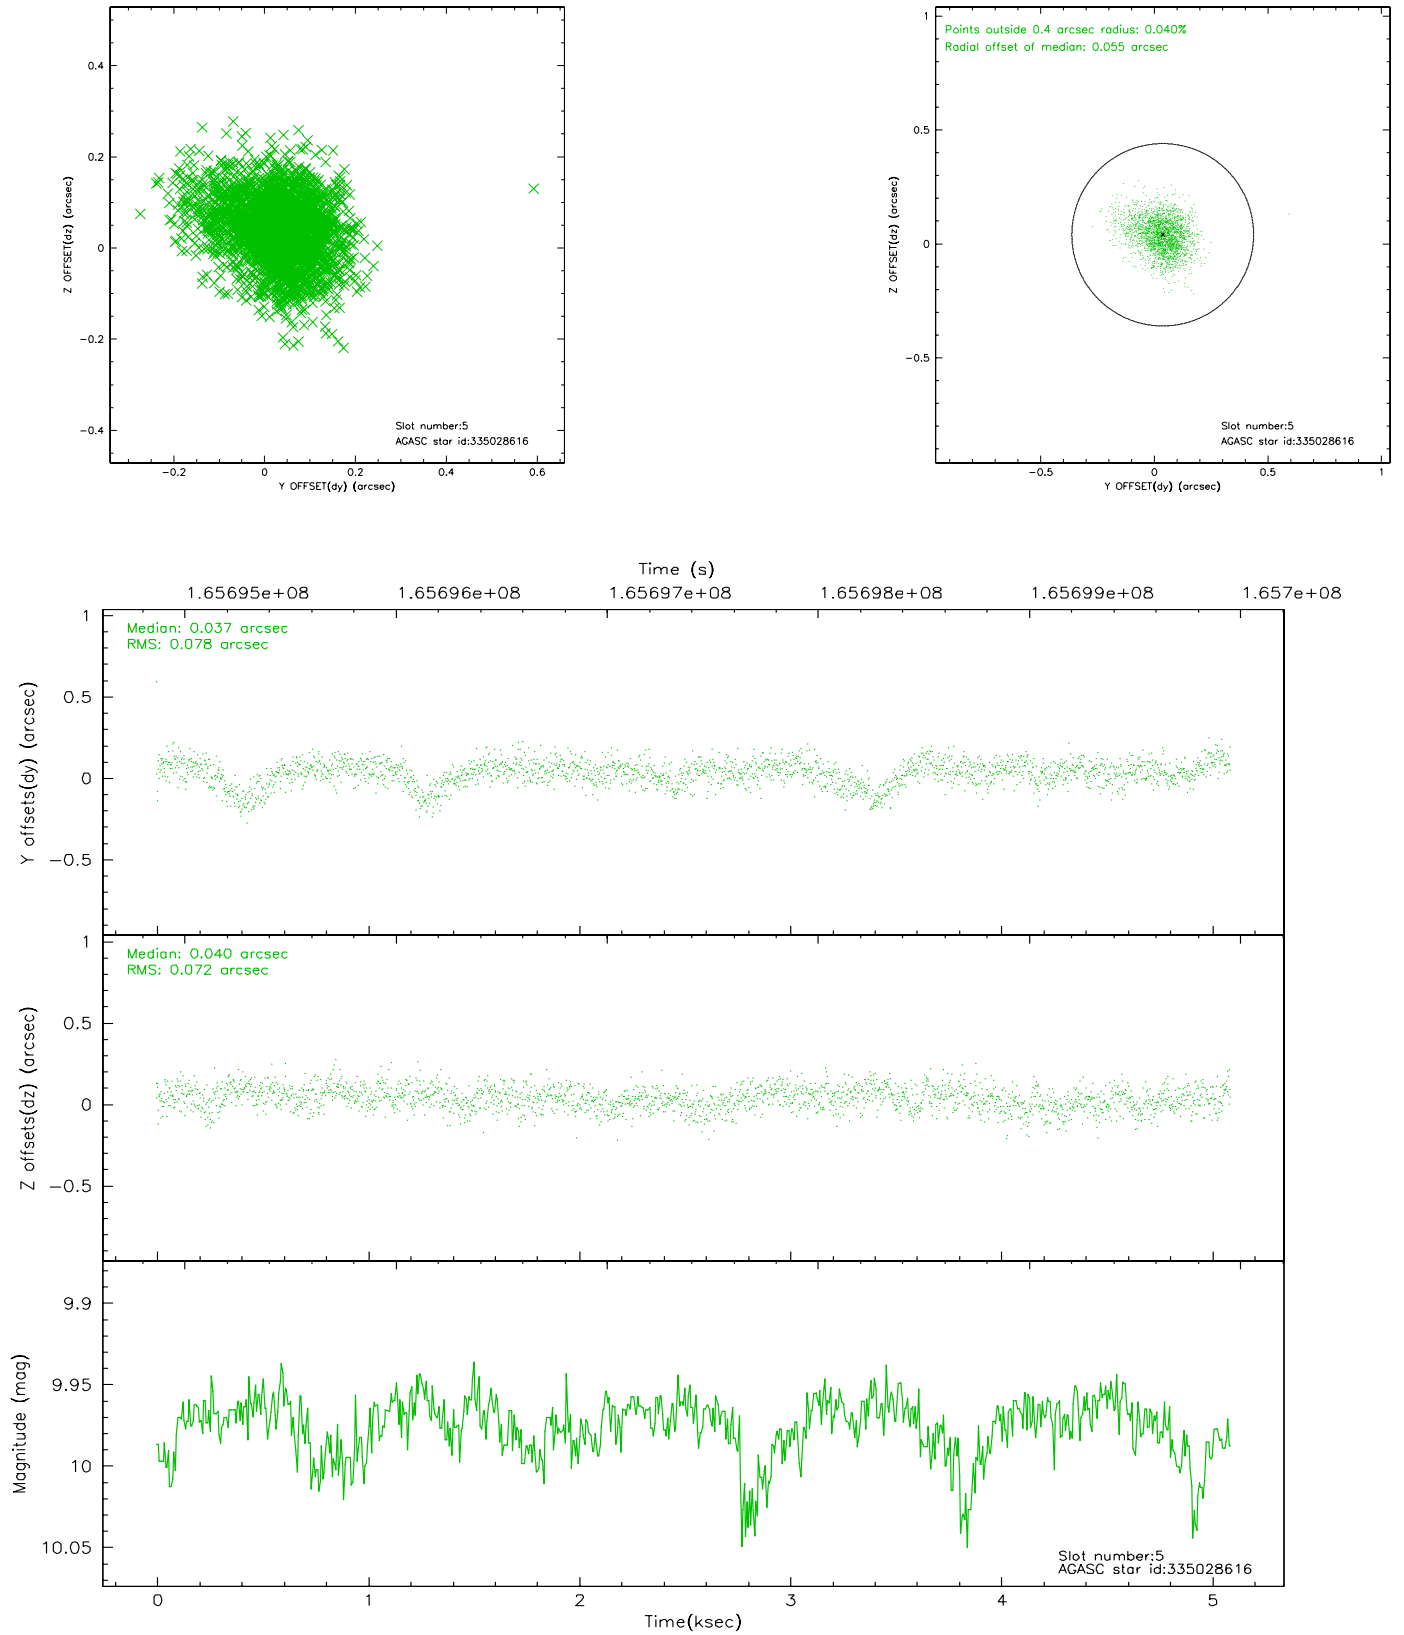 0.4
0.2
0
-0.2
-0.4
Z OFFSET(dz) (arcsec)
Slot number:5
AGASC star id:335028616
-0.2 0 0.2 0.4 0.6
Y OFFSET(dy) (arcsec)
Points outside 0.4 arcsec radius: 0.040%
Radial offset of median: 0.055 arcsec
1
0.5
0
-0.5
Z OFFSET(dz) (arcsec)
Slot number:5
AGASC star id:335028616
-0.5 0 0.5 1
Y OFFSET(dy) (arcsec)
Time (s)
1.65695e+08 1.65696e+08 1.65697e+08 1.65698e+08 1.65699e+08 1.657e+08
Median: 0.037 arcsec
RMS: 0.078 arcsec
1
0.5
0
-0.5
Y offsets(dy) (arcsec)
Median: 0.040 arcsec
RMS: 0.072 arcsec
1
0.5
0
-0.5
Z offsets(dz) (arcsec)
9.9
9.95
10
10.05
Magnitude (mag)
Slot number:5
AGASC star id:335028616
0 1 2 3 4 5
Time(ksec)